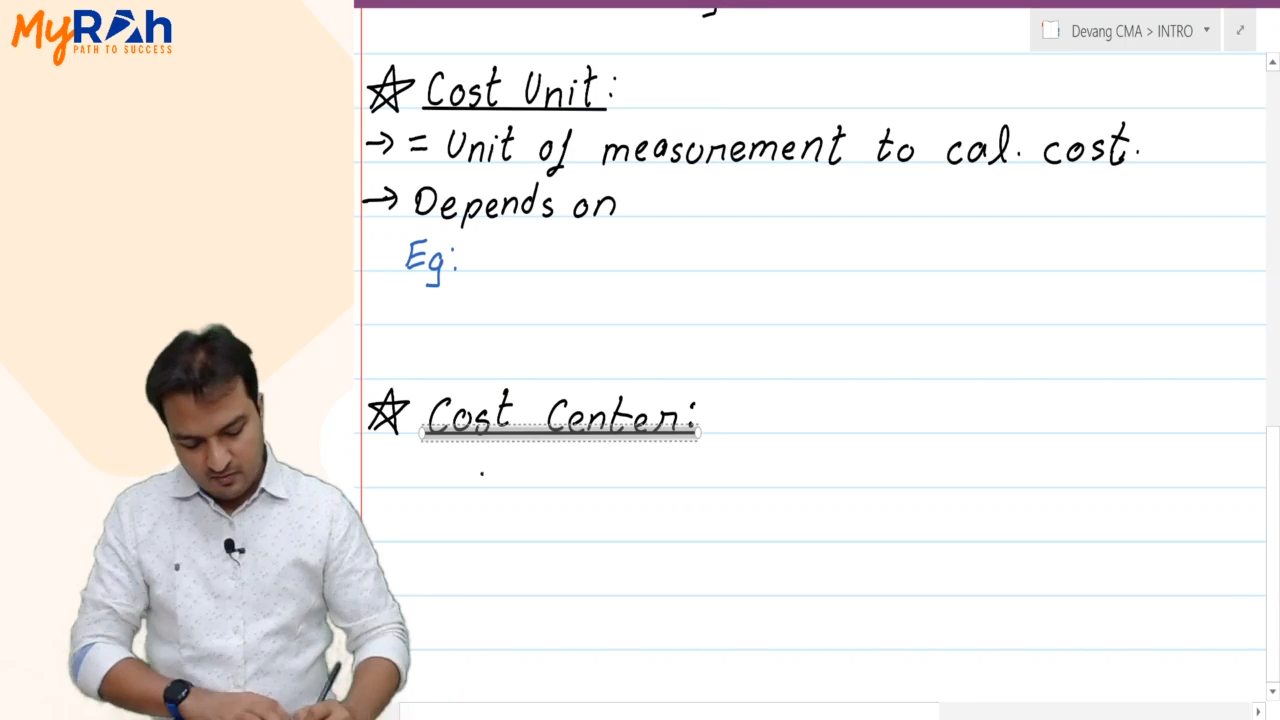 MyRAh
PATH TO SUCCESS
Devang CMA > INTRO
☆ Cost Unit:
→ = Unit of measurement to cal. cost.
→ Depends on
Eg:
☆ Cost Center: